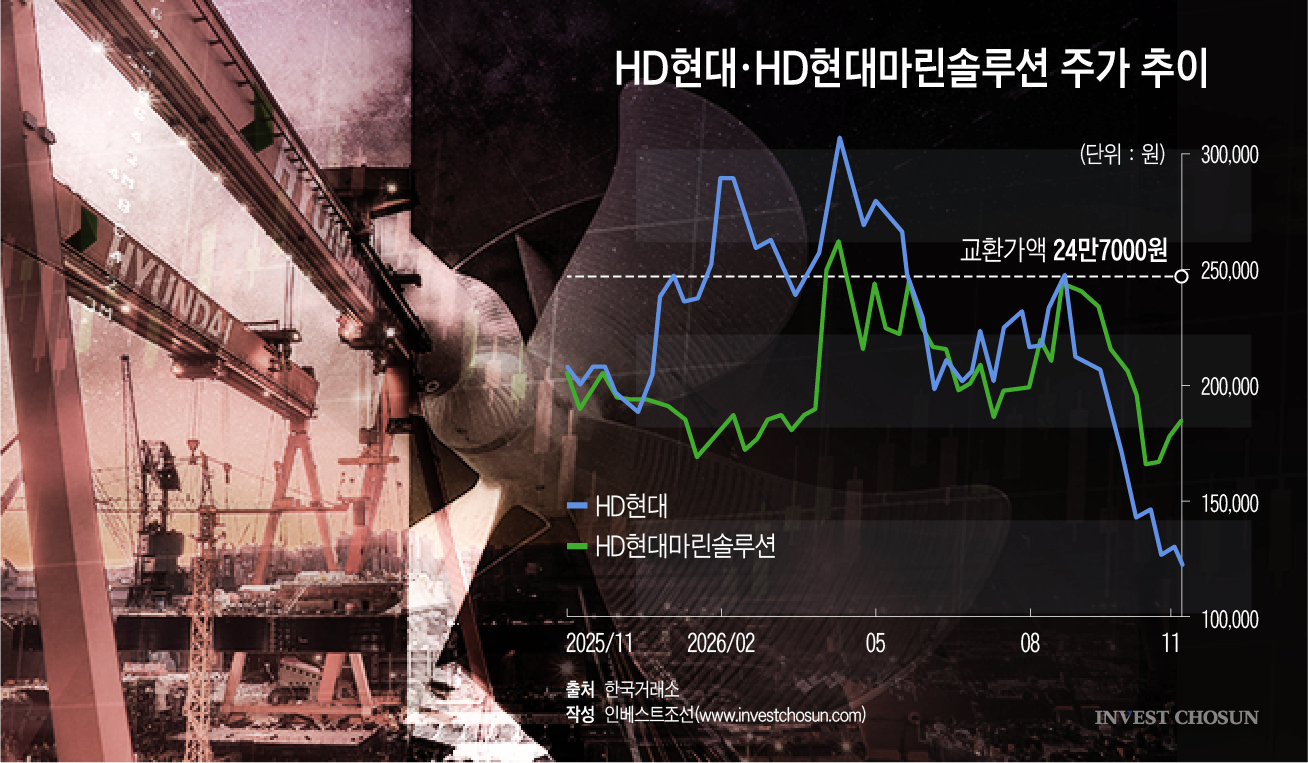 HD현대·HD현대마린솔루션 주가 추이
(단위 : 원)
300,000
교환가액 24만7000원
250,000
200,000
150,000
100,000
HD현대
HD현대마린솔루션
2025/11
2026/02
05
08
11
출처 한국거래소
작성 인베스트조선(www.investchosun.com)
INVEST CHOSUN
HYUNDAI